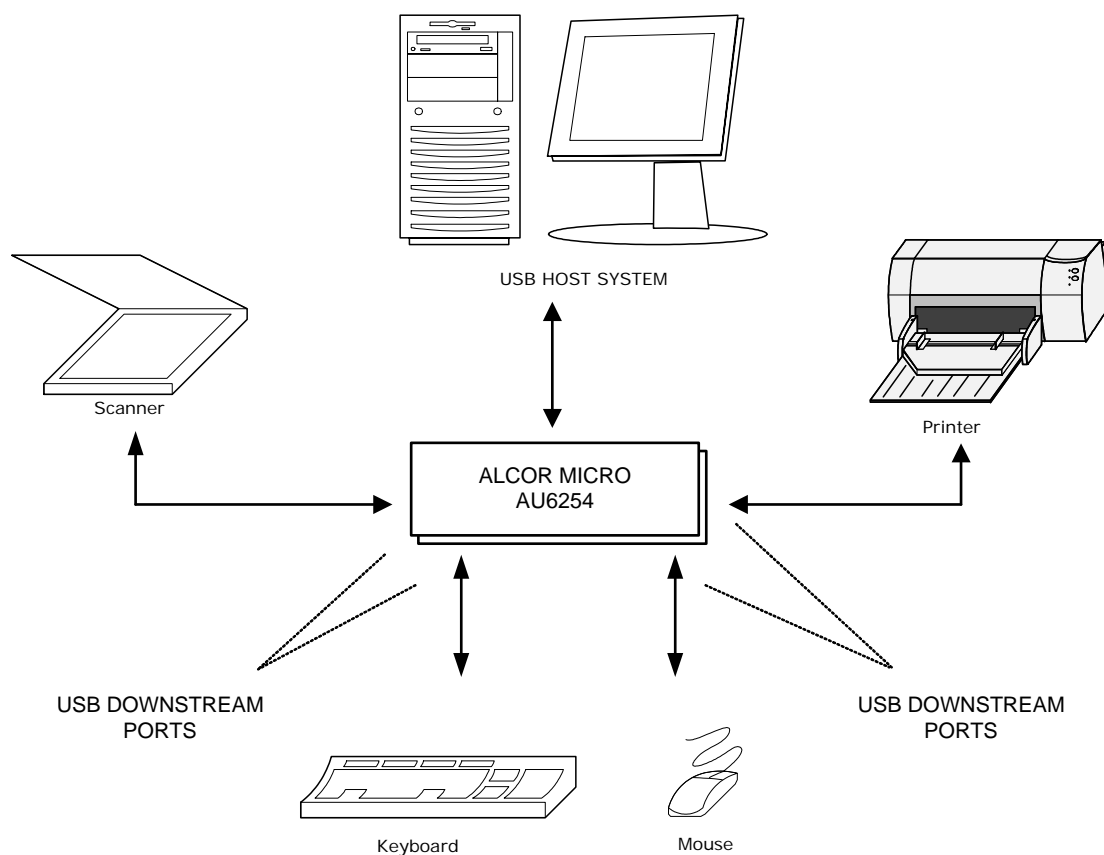 USB HOST SYSTEM
Scanner
Printer
ALCOR MICRO
AU6254
USB DOWNSTREAM
PORTS
USB DOWNSTREAM
PORTS
Keyboard
Mouse